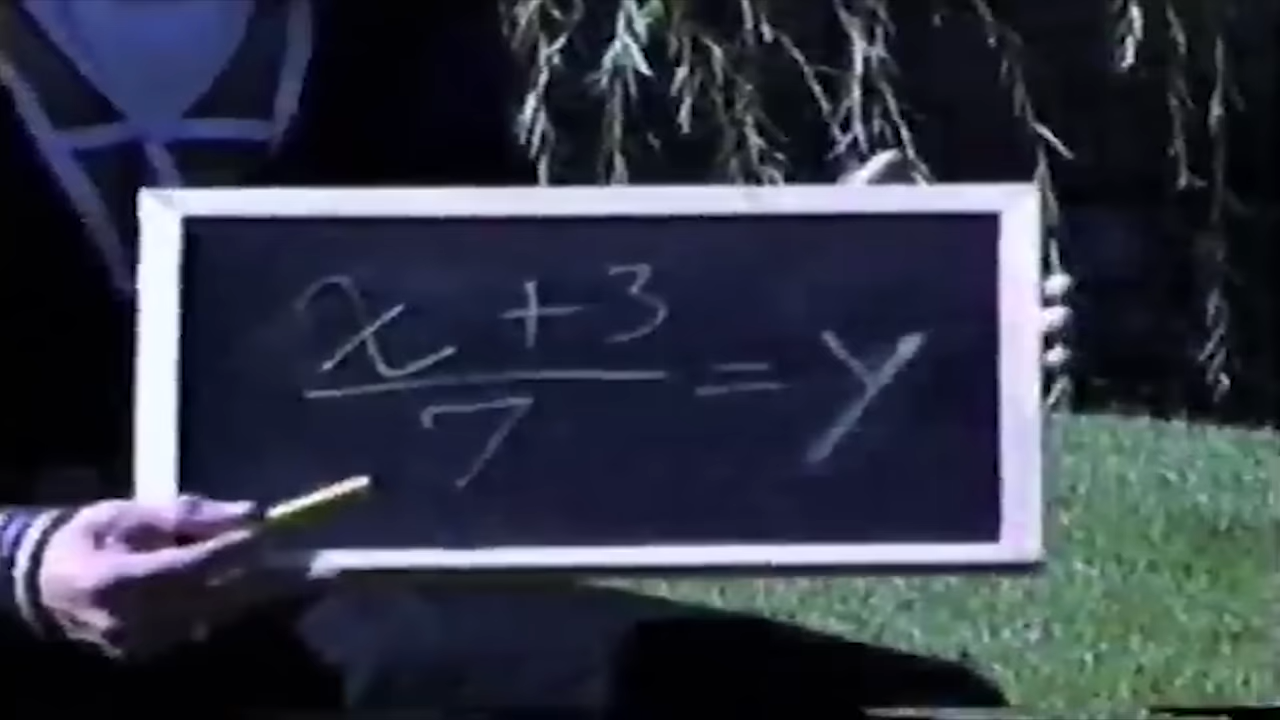 x + 3
7 = y